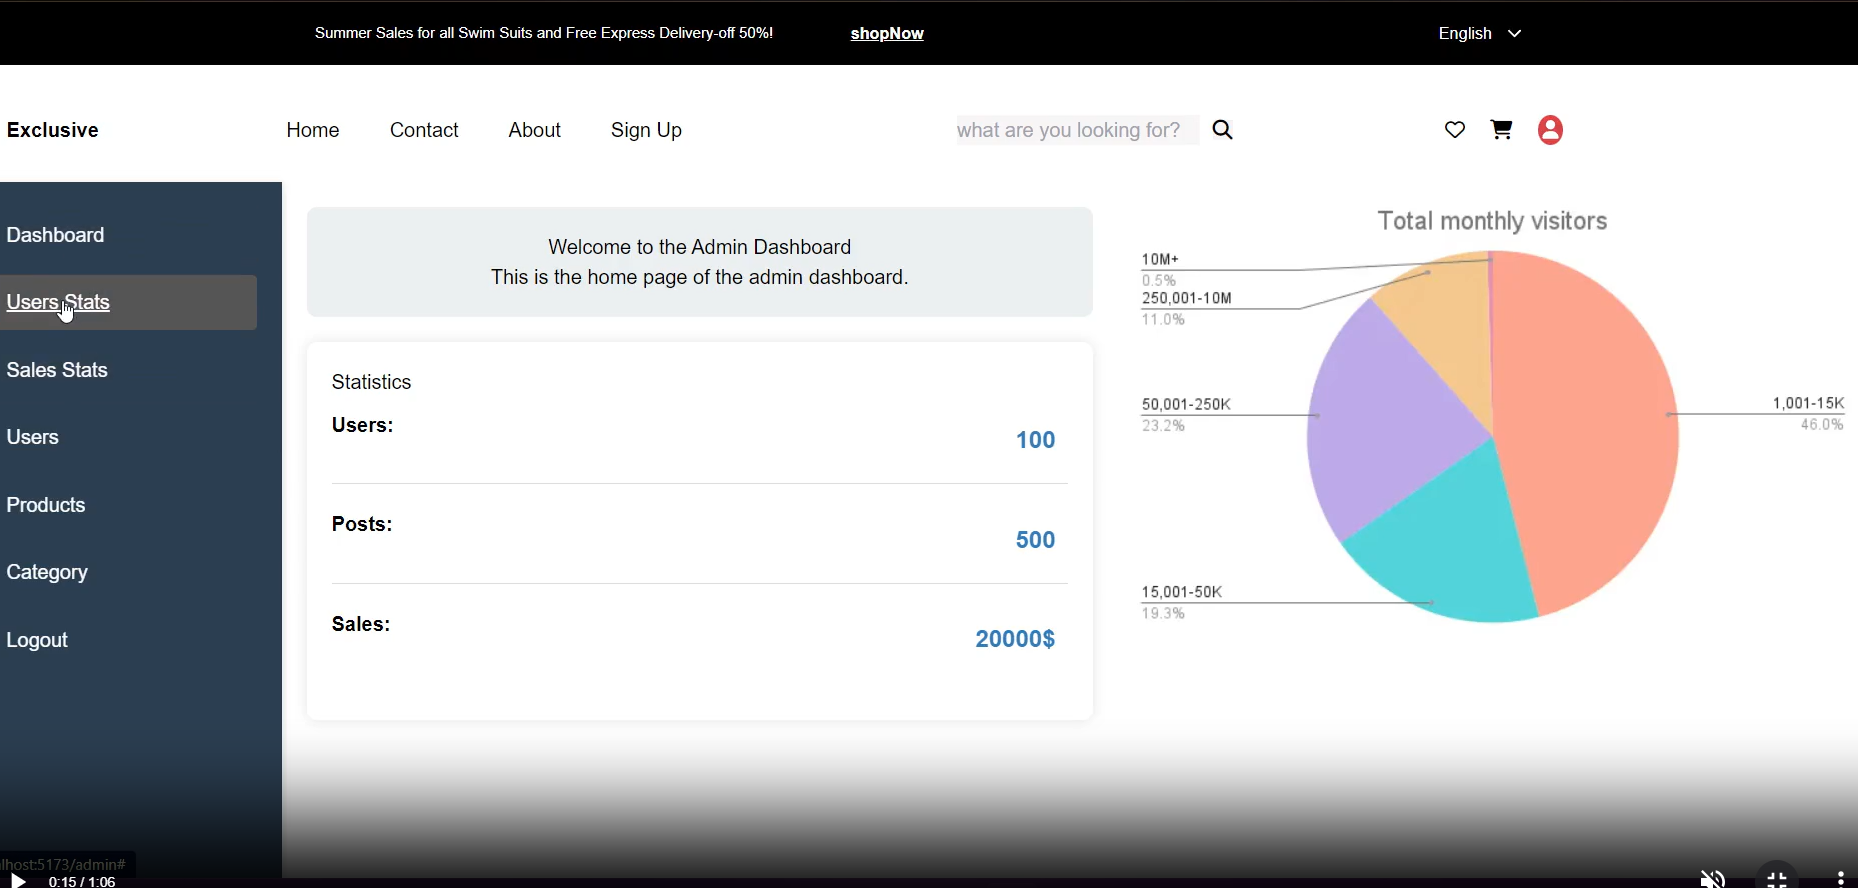 Summer Sales for all Swim Suits and Free Express Delivery-off 50%! shopNow English
Exclusive Home Contact About Sign Up what are you looking for?
Dashboard
Users Stats
Sales Stats
Users
Products
Category
Logout
Welcome to the Admin Dashboard
This is the home page of the admin dashboard.
Statistics
Users:
100
Posts:
500
Sales:
20000$
Total monthly visitors
10M+
0.5%
250,001-10M
11.0%
50,001-250K
23.2%
1,001-15K
46.0%
15,001-50K
19.3%
lhost:5173/admin#
0:15 / 1:06